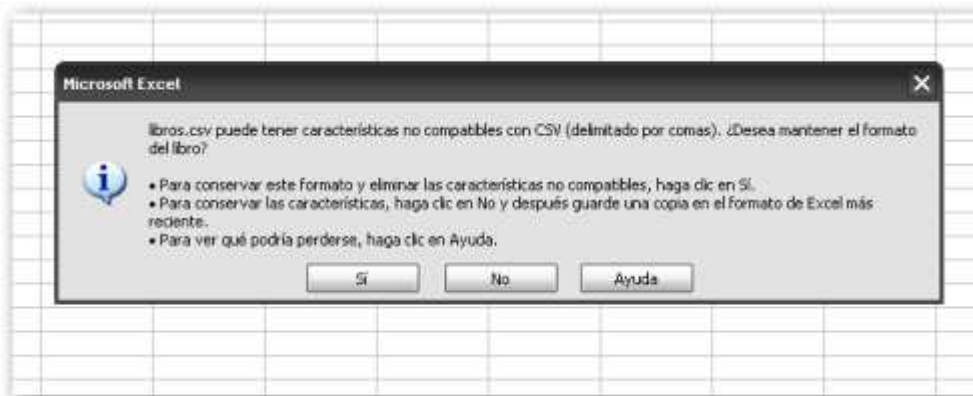 Microsoft Excel
libros.csv puede tener características no compatibles con CSV (delimitado por comas). ¿Desea mantener el formato
del libro?
• Para conservar este formato y eliminar las características no compatibles, haga clic en Sí.
• Para conservar las características, haga clic en No y después guarde una copia en el formato de Excel más
reciente.
• Para ver qué podría perderse, haga clic en Ayuda.
Sí No Ayuda